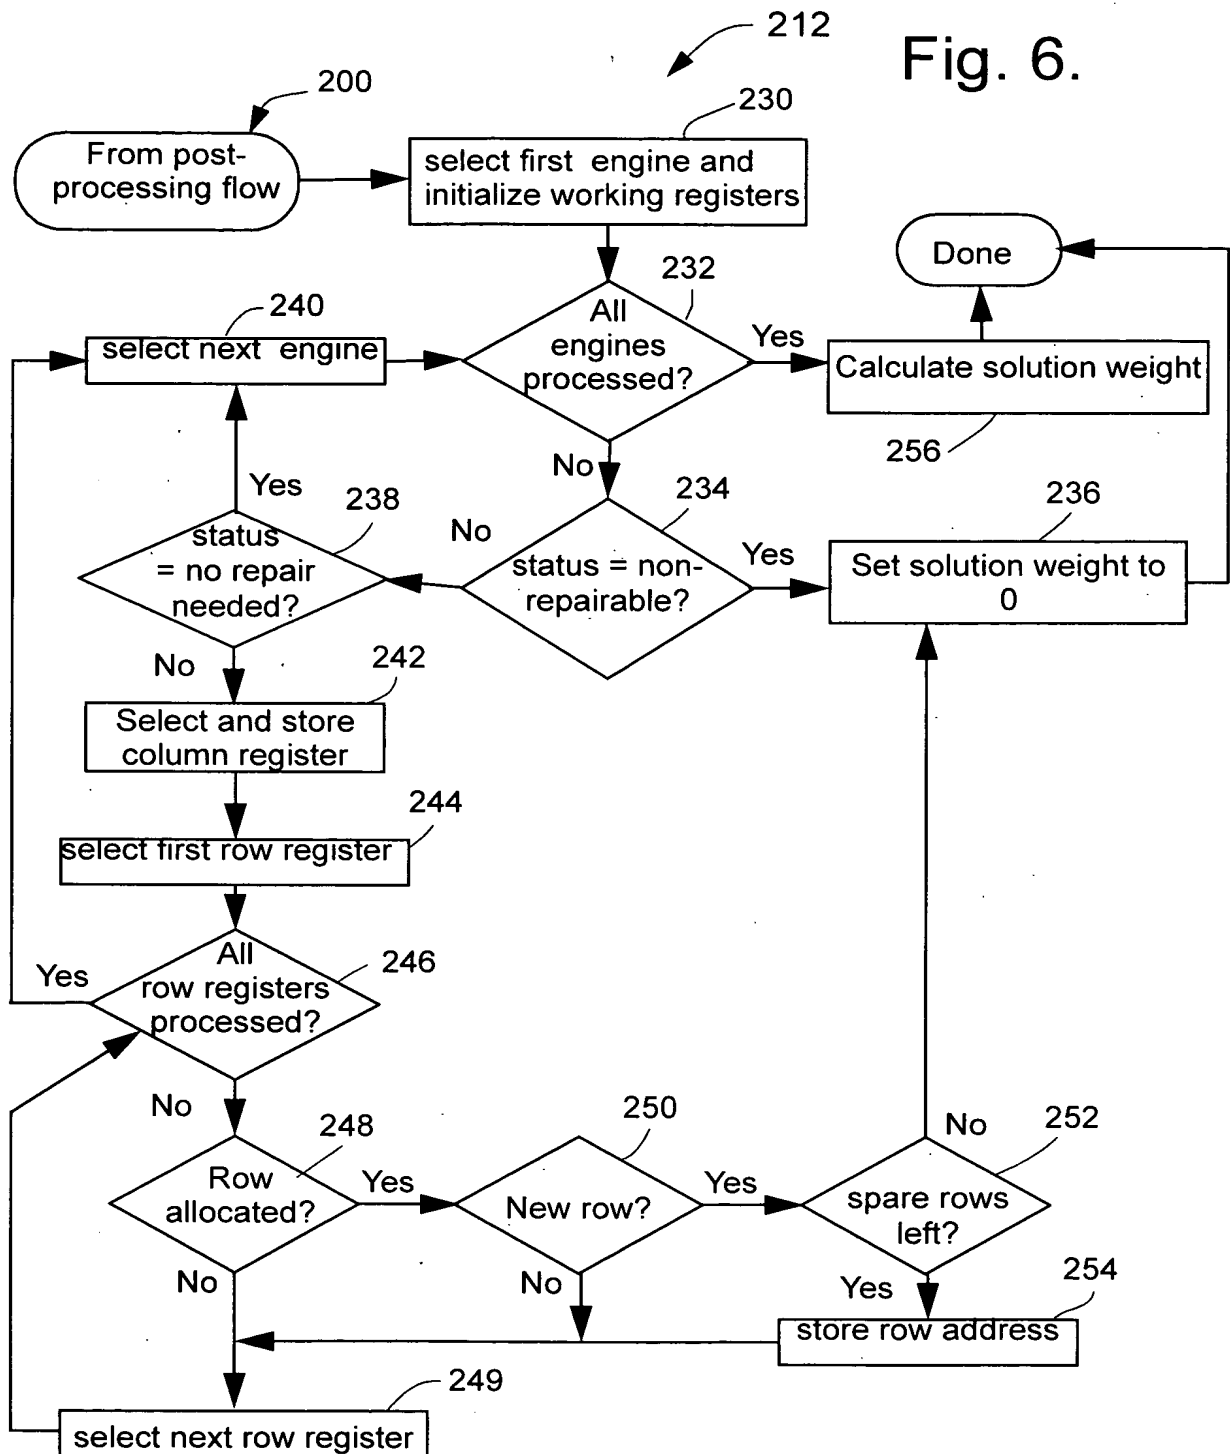 212
Fig. 6.
200
From post-
processing flow
230
select first engine and
initialize working registers
Done
232
All
engines
processed?
Yes
No
240
select next engine
Calculate solution weight
256
Yes
238
status
= no repair
needed?
No
No
234
status = non-
repairable?
Yes
236
Set solution weight to
0
242
Select and store
column register
244
select first row register
246
All
row registers
processed?
Yes
No
248
Row
allocated?
Yes
No
250
New row?
Yes
No
252
spare rows
left?
No
Yes
254
store row address
249
select next row register